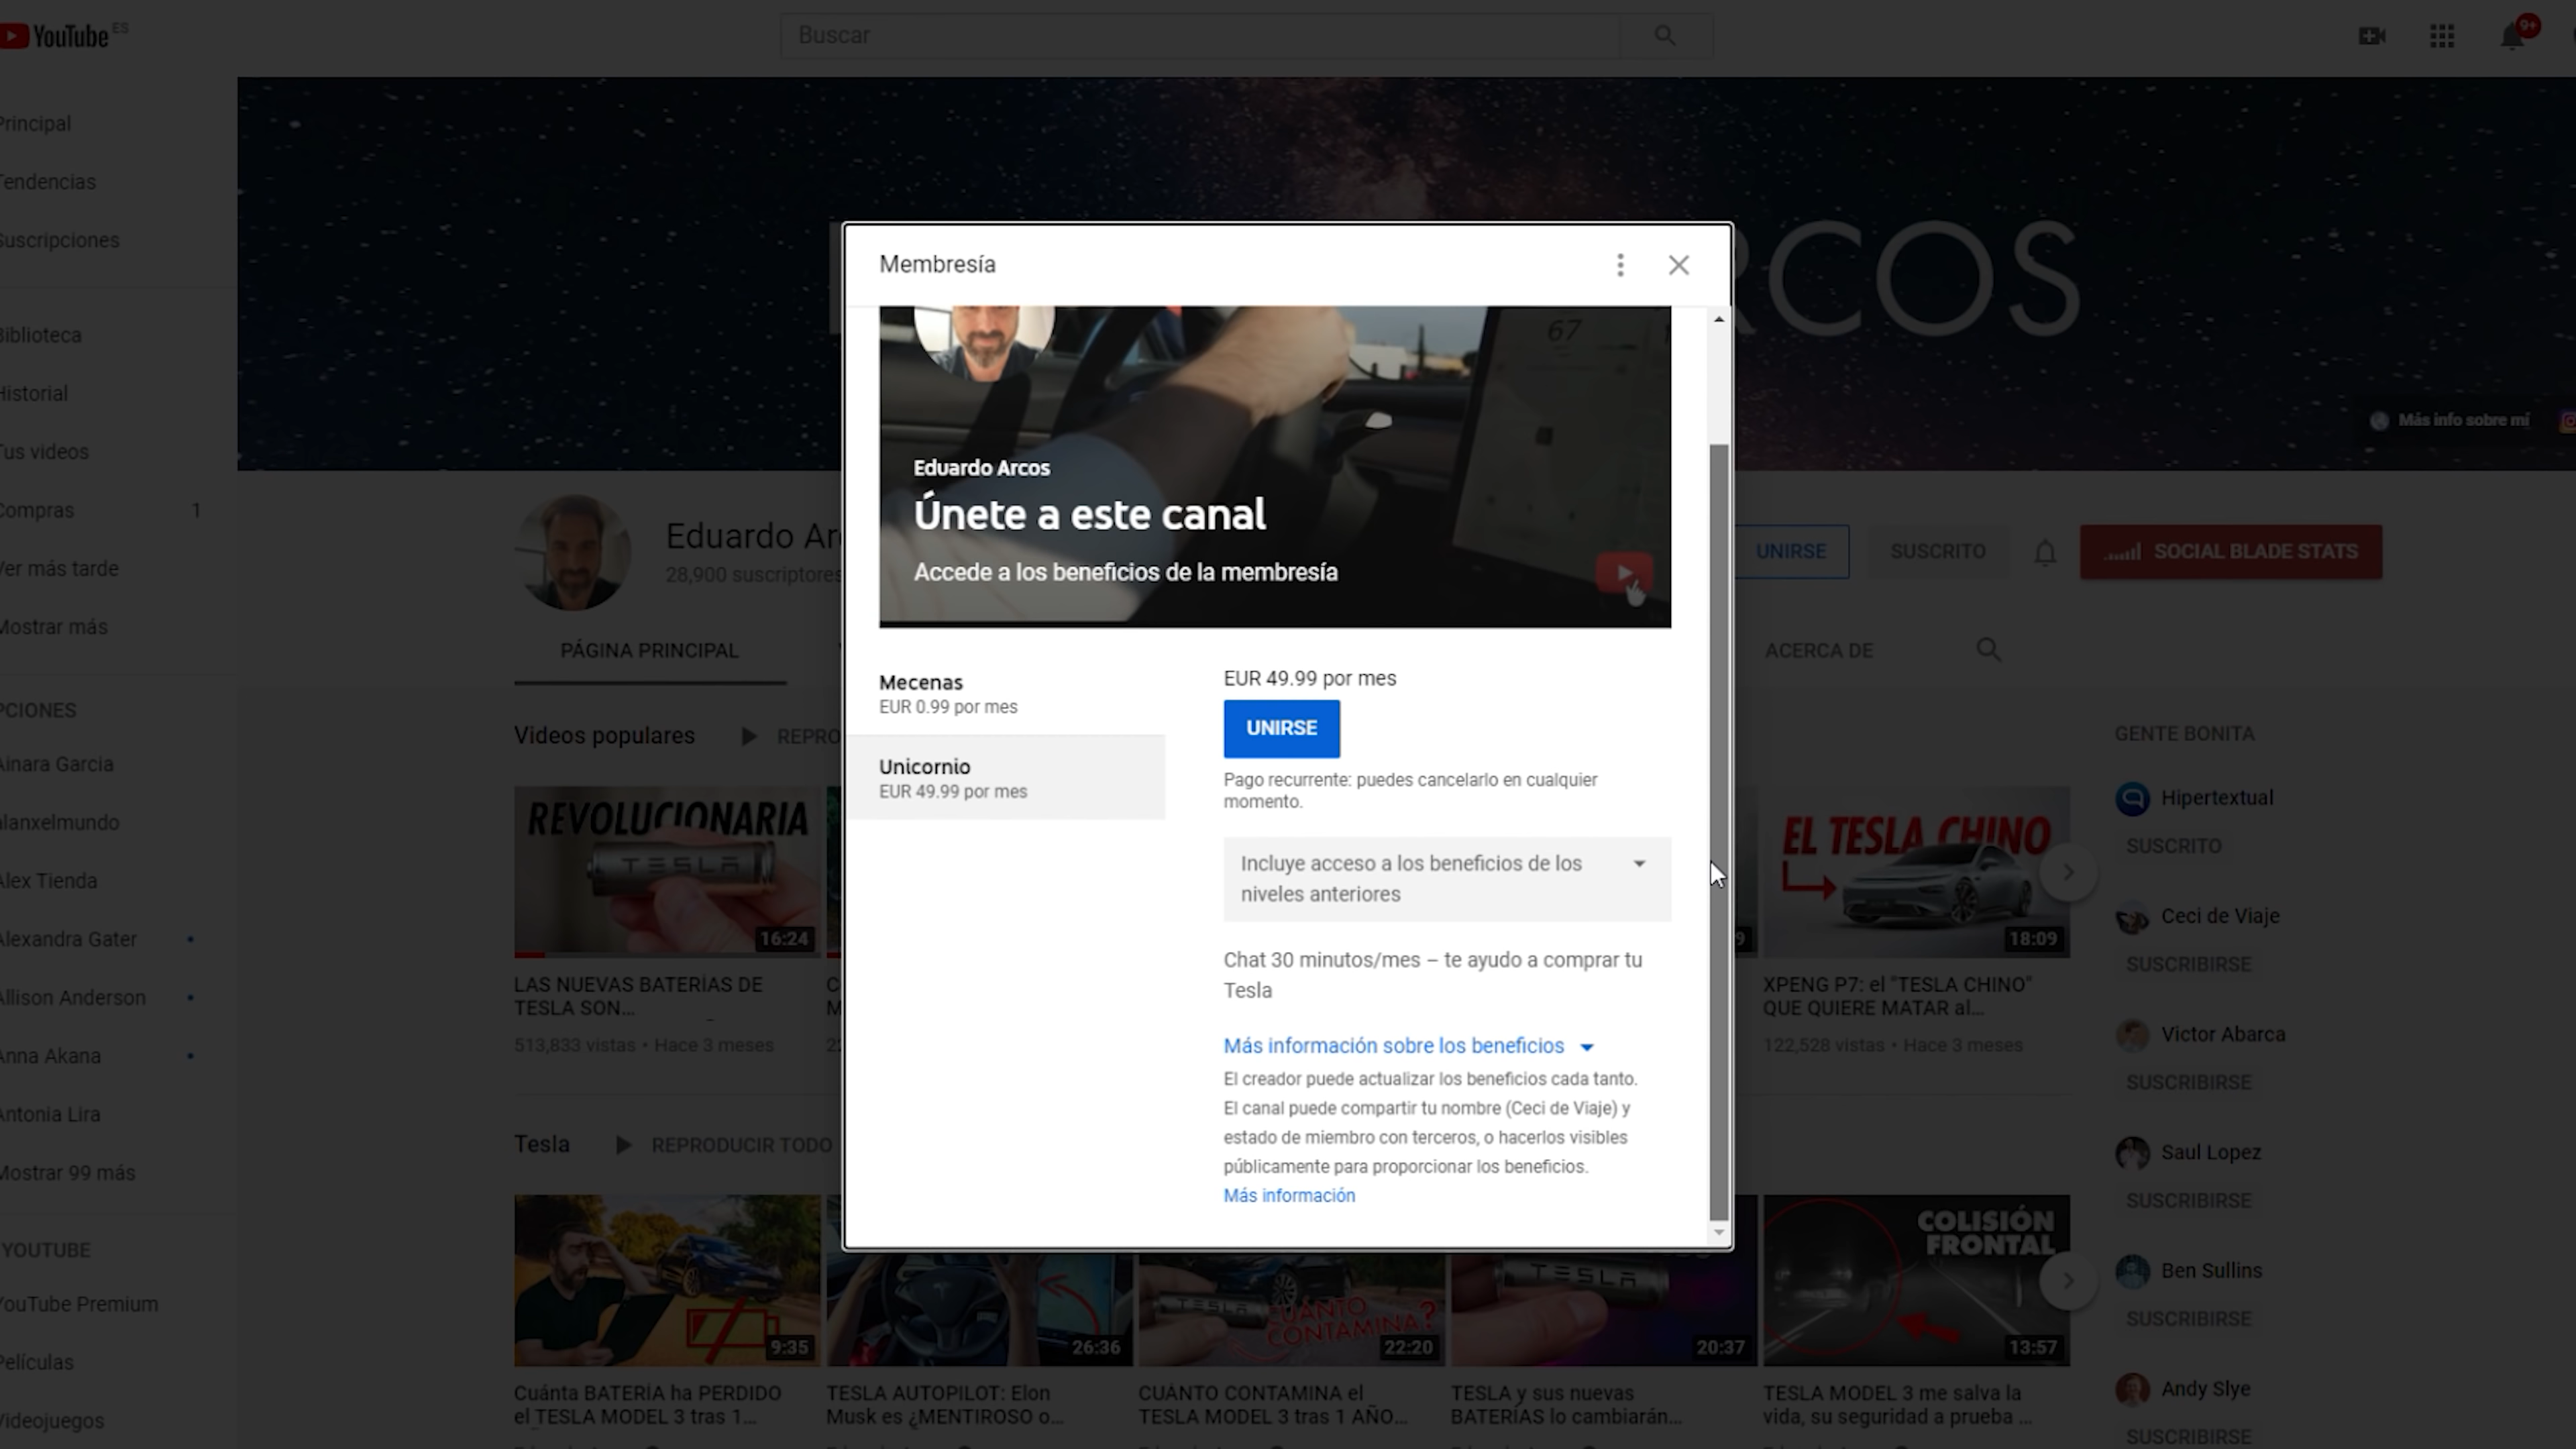 YouTube ES
Buscar
9+
Principal
Tendencias
Suscripciones
Biblioteca
Historial
Tus videos
Compras 1
Ver más tarde
Mostrar más
PCIONES
Ainara Garcia
alanxelmundo
Alex Tienda
Alexandra Gater
Allison Anderson
Anna Akana
Antonia Lira
Mostrar 99 más
YOUTUBE
YouTube Premium
Películas
Videojuegos
RCOS
Más info sobre mí
Eduardo Ar
28,900 suscriptores
UNIRSE
SUSCRITO
SOCIAL BLADE STATS
PÁGINA PRINCIPAL
ACERCA DE
Membresía
67
Eduardo Arcos
Únete a este canal
Accede a los beneficios de la membresía
Mecenas
EUR 0.99 por mes
Unicornio
EUR 49.99 por mes
EUR 49.99 por mes
UNIRSE
Pago recurrente: puedes cancelarlo en cualquier
momento.
Incluye acceso a los beneficios de los
niveles anteriores
Chat 30 minutos/mes – te ayudo a comprar tu
Tesla
Más información sobre los beneficios
El creador puede actualizar los beneficios cada tanto.
El canal puede compartir tu nombre (Ceci de Viaje) y
estado de miembro con terceros, o hacerlos visibles
públicamente para proporcionar los beneficios.
Más información
Videos populares
REPRO
REVOLUCIONARIA
TESLA
16:24
LAS NUEVAS BATERÍAS DE
TESLA SON...
513,833 vistas • Hace 3 meses
EL TESLA CHINO
18:09
XPENG P7: el "TESLA CHINO"
QUE QUIERE MATAR al...
122,528 vistas • Hace 3 meses
Tesla
REPRODUCIR TODO
9:35
Cuánta BATERÍA ha PERDIDO
el TESLA MODEL 3 tras 1...
26:36
TESLA AUTOPILOT: Elon
Musk es ¿MENTIROSO o...
TESLA
CUÁNTO
CONTAMINA?
22:20
CUÁNTO CONTAMINA el
TESLA MODEL 3 tras 1 AÑO...
TESLA
20:37
TESLA y sus nuevas
BATERÍAS lo cambiarán...
COLISIÓN
FRONTAL
13:57
TESLA MODEL 3 me salva la
vida, su seguridad a prueba ...
GENTE BONITA
Hipertextual
SUSCRITO
Ceci de Viaje
SUSCRIBIRSE
Victor Abarca
SUSCRIBIRSE
Saul Lopez
SUSCRIBIRSE
Ben Sullins
SUSCRIBIRSE
Andy Slye
SUSCRIBIRSE